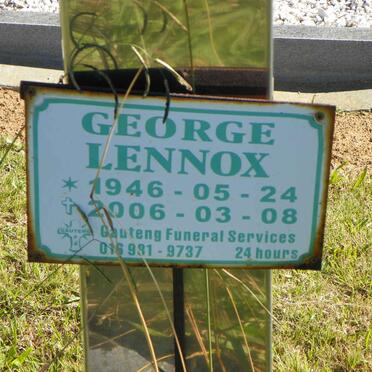 GEORGE
LENNOX
* 1946 - 05 - 24
✝ 2006 - 03 - 08
Gauteng Funeral Services
016 931 - 9737 24 hours